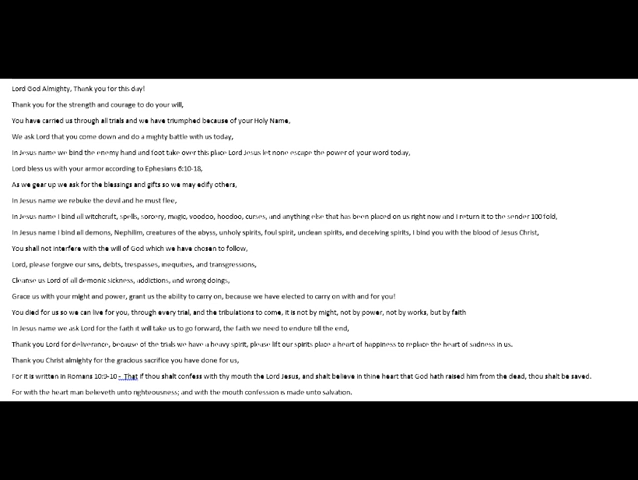 Lord God Almighty, Thank you for this day!
Thank you for the strength and courage to do your will,
You have carried us through all trials and we have triumphed because of your Holy Name,
We ask Lord that you come down and do a mighty battle with us today,
In Jesus name we bind the enemy hand and foot take over this place Lord Jesus let none escape the power of your word today,
Lord bless us with your armor according to Ephesians 6:10-18,
As we gear up we ask for the blessings and gifts so we may edify others,
In Jesus name we rebuke the devil and he must flee,
In Jesus name I bind all witchcraft, spells, sorcery, magic, voodoo, hoodoo, curses, and anything else that has been placed on us right now and I return it to the sender 100 fold,
In Jesus name I bind all demons, Nephilim, creatures of the abyss, unholy spirits, foul spirit, unclean spirits, and deceiving spirits, I bind you with the blood of Jesus Christ,
You shall not interfere with the will of God which we have chosen to follow,
Lord, please forgive our sins, debts, trespasses, inequities, and transgressions,
Cleanse us Lord of all demonic sickness, addictions, and wrong doings,
Grace us with your might and power, grant us the ability to carry on, because we have elected to carry on with and for you!
You died for us so we can live for you, through every trial, and the tribulations to come, it is not by might, not by power, not by works, but by faith
In Jesus name we ask Lord for the faith it will take us to go forward, the faith we need to endure till the end,
Thank you Lord for deliverance, because of the trials we have a heavy spirit, please lift our spirits place a heart of happiness to replace the heart of sadness in us.
Thank you Christ almighty for the gracious sacrifice you have done for us,
For it is written in Romans 10:9-10 – That if thou shalt confess with thy mouth the Lord Jesus, and shalt believe in thine heart that God hath raised him from the dead, thou shalt be saved.
For with the heart man believeth unto righteousness; and with the mouth confession is made unto salvation.